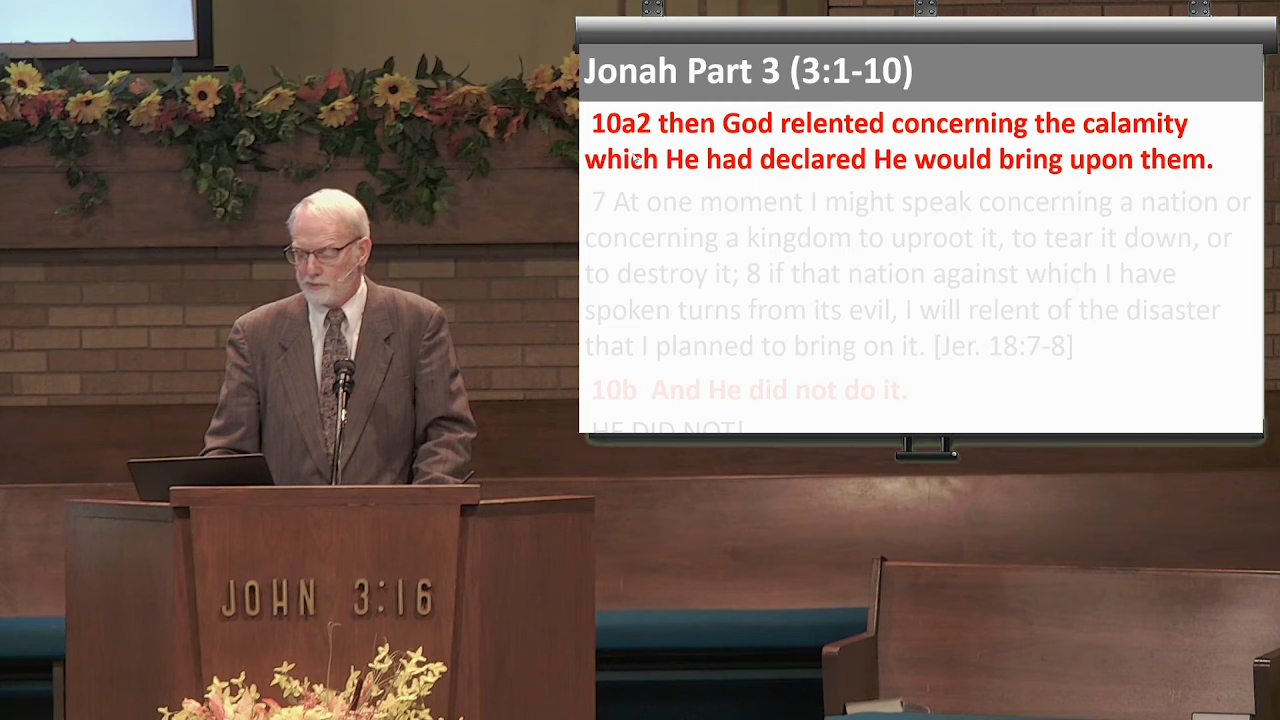 Jonah Part 3 (3:1-10)
10a2 then God relented concerning the calamity
which He had declared He would bring upon them.
7 At one moment I might speak concerning a nation or
concerning a kingdom to uproot it, to tear it down, or
to destroy it; 8 if that nation against which I have
spoken turns from its evil, I will relent of the disaster
that I planned to bring on it. [Jer. 18:7-8]
10b And He did not do it.
HE DID NOT!
JOHN 3:16